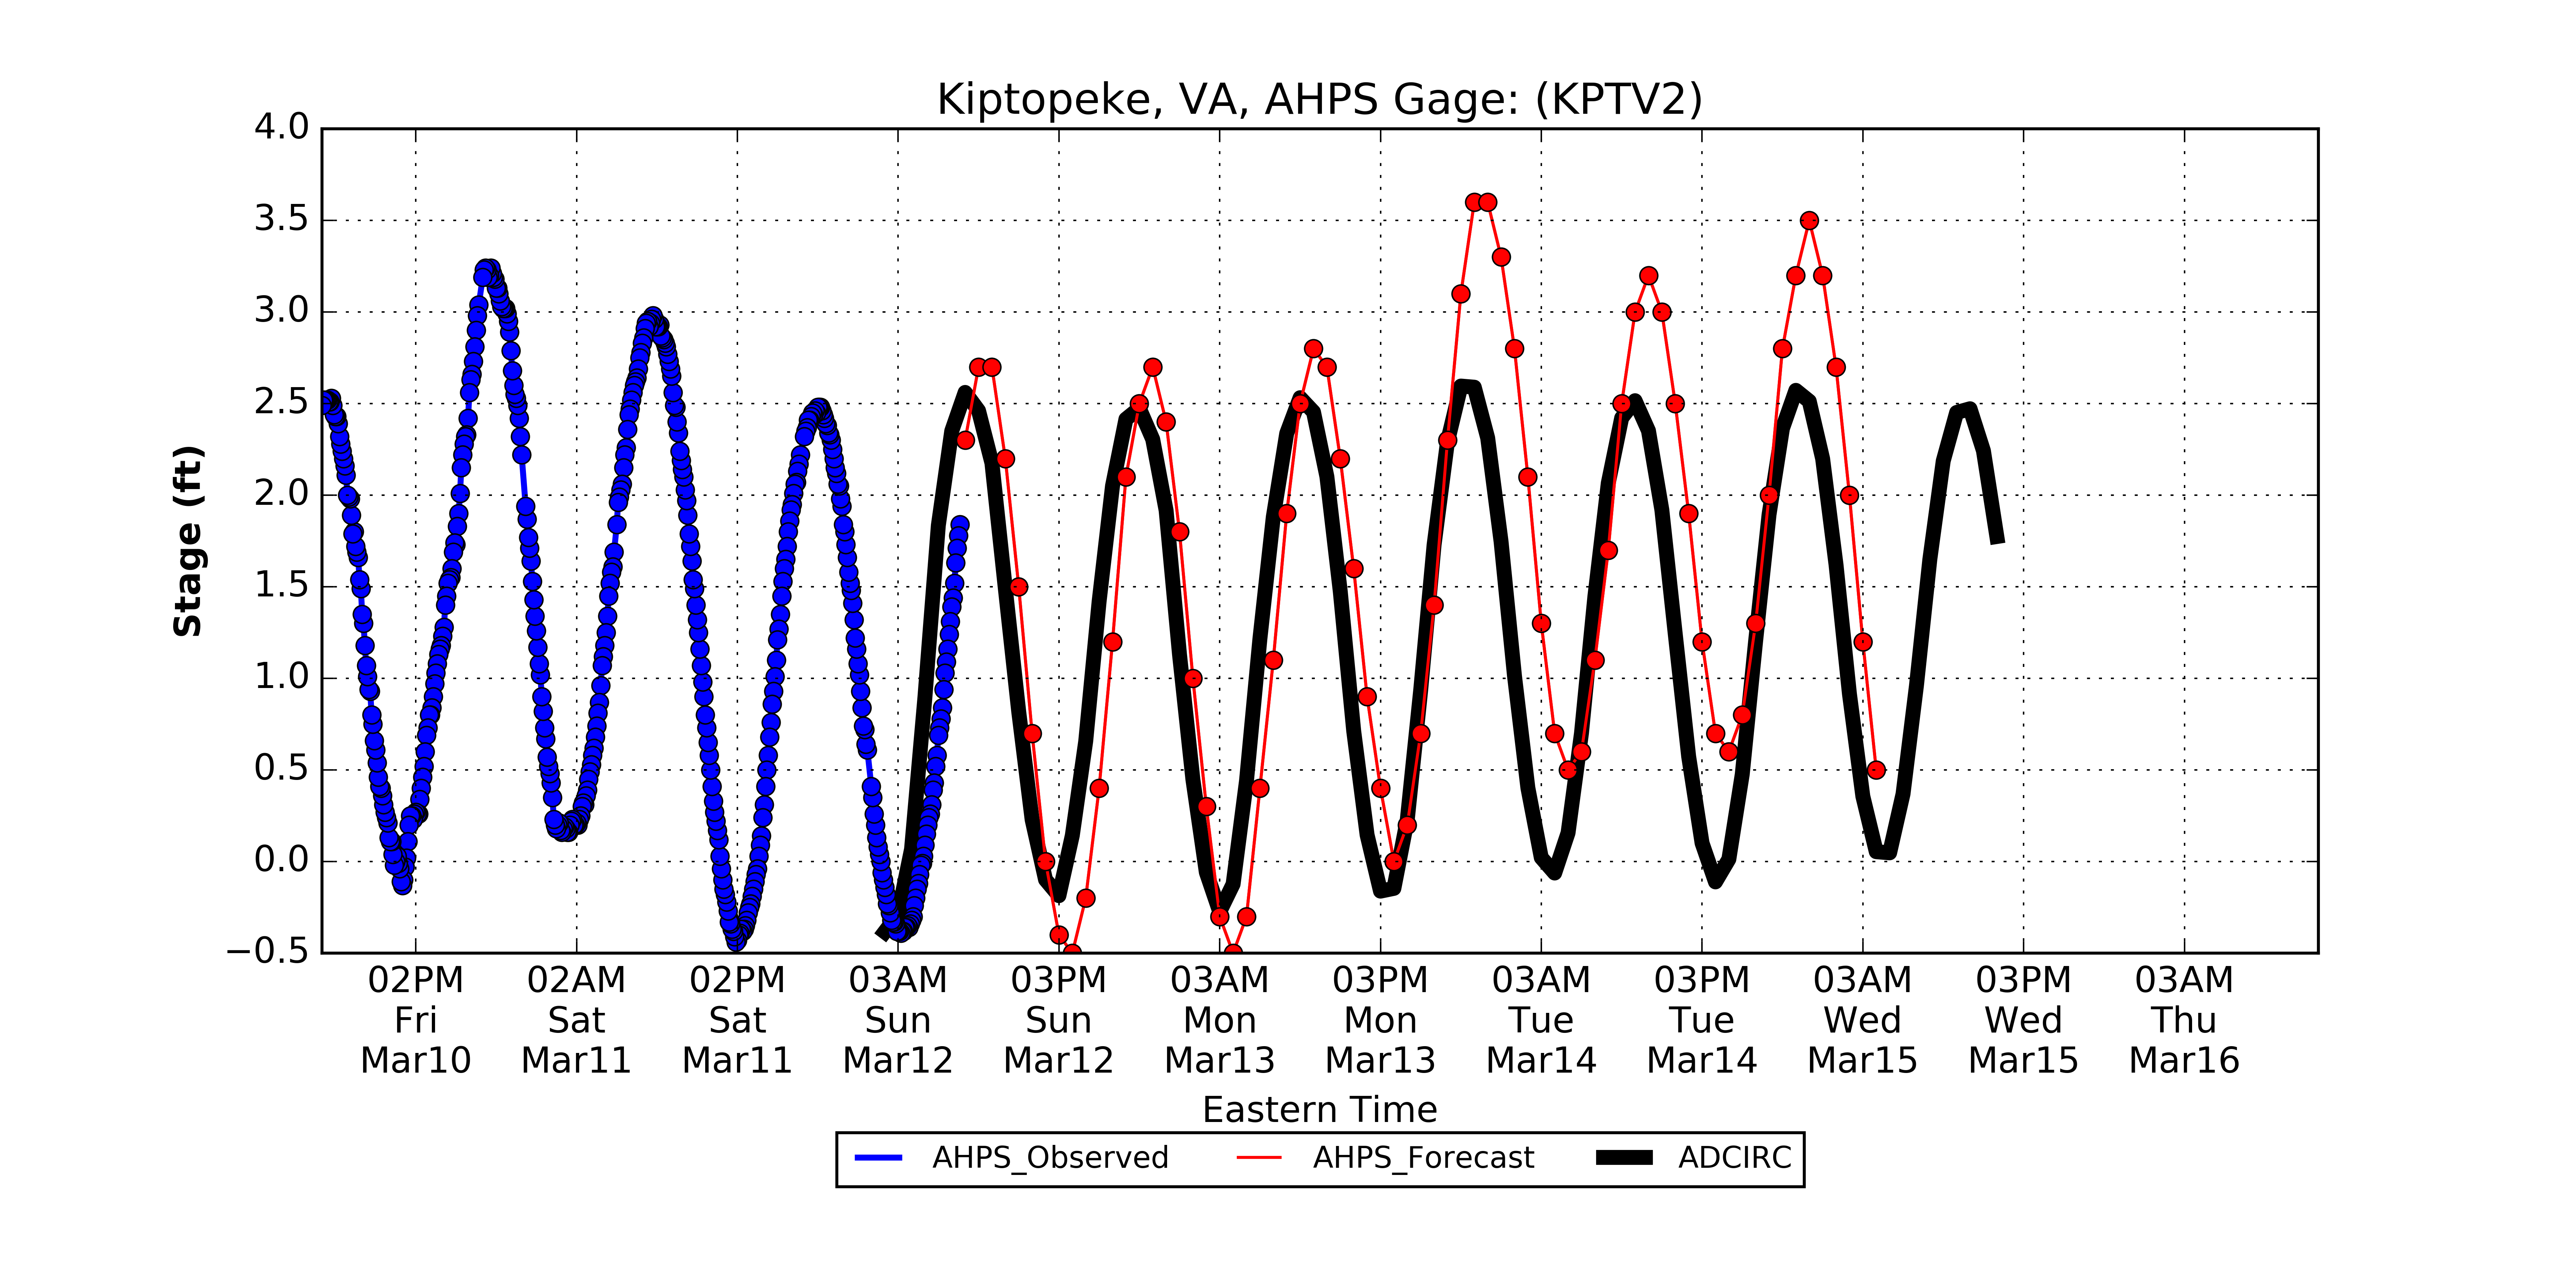 Kiptopeke, VA, AHPS Gage: (KPTV2)
4.0
3.5
3.0
2.5
2.0
1.5
1.0
0.5
0.0
−0.5
Stage (ft)
02PM 02AM 02PM 03AM 03PM 03AM 03PM 03AM 03PM 03AM 03PM 03AM
Fri Sat Sat Sun Sun Mon Mon Tue Tue Wed Wed Thu
Mar10 Mar11 Mar11 Mar12 Mar12 Mar13 Mar13 Mar14 Mar14 Mar15 Mar15 Mar16
Eastern Time
AHPS_Observed AHPS_Forecast ADCIRC